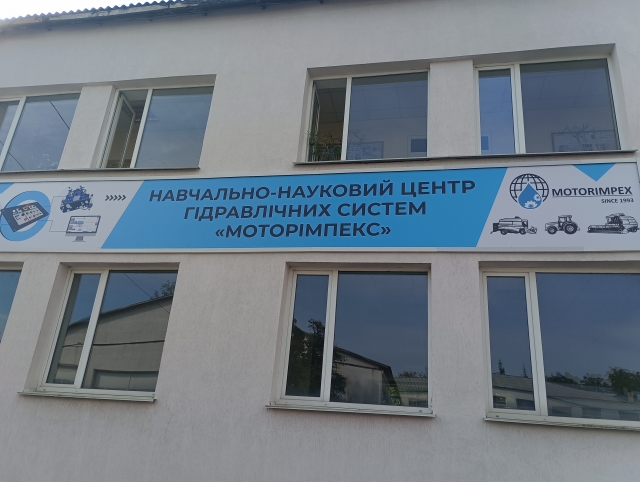 НАВЧАЛЬНО-НАУКОВИЙ ЦЕНТР
ГІДРАВЛІЧНИХ СИСТЕМ
«МОТОРІМПЕКС»
MOTORIMPEX
SINCE 1993